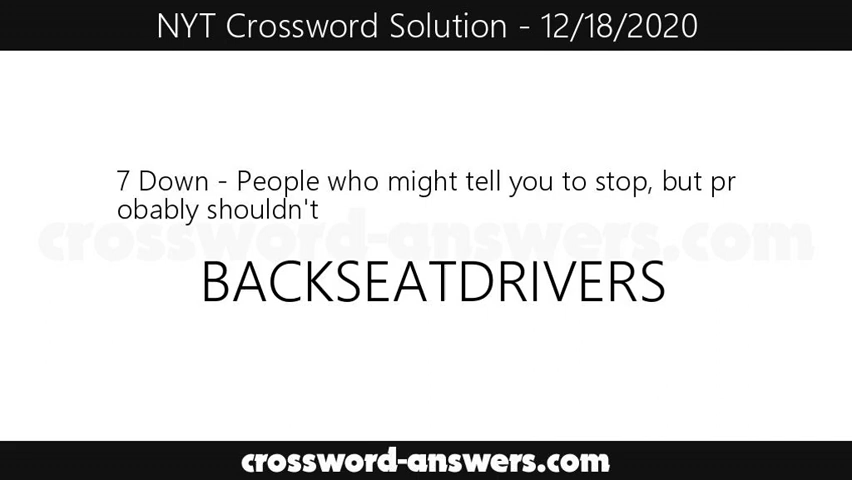 NYT Crossword Solution - 12/18/2020
7 Down - People who might tell you to stop, but pr
obably shouldn't
crossword-answers.com
BACKSEATDRIVERS
crossword-answers.com